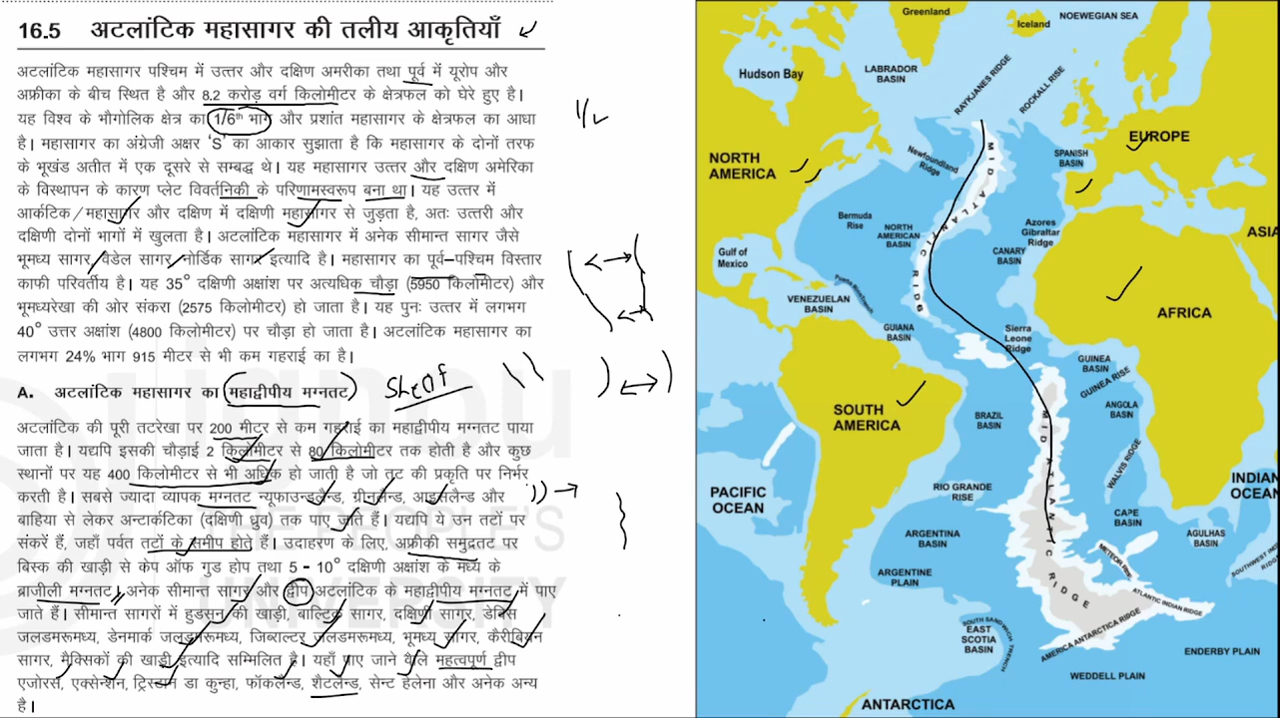 16.5 अटलांटिक महासागर की तलीय आकृतियाँ
अटलांटिक महासागर पश्चिम में उत्तर और दक्षिण अमरीका तथा पूर्व में यूरोप और
अफ्रीका के बीच स्थित है और 8.2 करोड़ वर्ग किलोमीटर के क्षेत्रफल को घेरे हुए है।
यह विश्व के भौगोलिक क्षेत्र का 1/6th भाग और प्रशांत महासागर के क्षेत्रफल का आधा
है। महासागर का अंग्रेजी अक्षर 'S' का आकार सुझाता है कि महासागर के दोनों तरफ
के भूखंड अतीत में एक दूसरे से सम्बद्ध थे। यह महासागर उत्तर और दक्षिण अमेरिका
के विस्थापन के कारण प्लेट विवर्तनिकी के परिणामस्वरूप बना था। यह उत्तर में
आर्कटिक/महासागर और दक्षिण में दक्षिणी महासागर से जुड़ता है, अतः उत्तरी और
दक्षिणी दोनों भागों में खुलता है। अटलांटिक महासागर में अनेक सीमान्त सागर जैसे
भूमध्य सागर, वैडेल सागर, नोर्डिक सागर इत्यादि है। महासागर का पूर्व–पश्चिम विस्तार
काफी परिवर्तीय है। यह 35° दक्षिणी अक्षांश पर अत्यधिक चौड़ा (5950 किलोमीटर) और
भूमध्यरेखा की ओर संकरा (2575 किलोमीटर) हो जाता है। यह पुनः उत्तर में लगभग
40° उत्तर अक्षांश (4800 किलोमीटर) पर चौड़ा हो जाता है। अटलांटिक महासागर का
लगभग 24% भाग 915 मीटर से भी कम गहराई का है।
A. अटलांटिक महासागर का (महाद्वीपीय मग्नतट)
अटलांटिक की पूरी तटरेखा पर 200 मीटर से कम गहराई का महाद्वीपीय मग्नतट पाया
जाता है। यद्यपि इसकी चौड़ाई 2 किलोमीटर से 80 किलोमीटर तक होती है और कुछ
स्थानों पर यह 400 किलोमीटर से भी अधिक हो जाती है जो तट की प्रकृति पर निर्भर
करती है। सबसे ज्यादा व्यापक मग्नतट न्यूफाउन्डलैन्ड, ग्रीनलैन्ड, आइसलैन्ड और
बाहिया से लेकर अन्टार्कटिका (दक्षिणी ध्रुव) तक पाए जाते हैं। यद्यपि ये उन तटों पर
संकरें हैं, जहाँ पर्वत तटों के समीप होते हैं। उदाहरण के लिए, अफ्रीकी समुद्रतट पर
बिस्क की खाड़ी से केप ऑफ गुड होप तथा 5 - 10° दक्षिणी अक्षांश के मध्य के
ब्राजीली मग्नतट। अनेक सीमान्त सागर और द्वीप अटलांटिक के महाद्वीपीय मग्नतट में पाए
जाते हैं। सीमान्त सागरों में हुडसन की खाड़ी, बाल्टिक सागर, दक्षिण सागर, डेबिस
जलडमरूमध्य, डेनमार्क जलडमरूमध्य, जिब्राल्टर जलडमरूमध्य, भूमध्य सागर, कैरीबियन
सागर, मैक्सिकों की खाड़ी इत्यादि सम्मिलित है। यहाँ पाए जाने वाले महत्वपूर्ण द्वीप
एजोरस, एक्सेन्शन, ट्रिस्टान डा कुन्हा, फॉकलैन्ड, शैटलैन्ड, सेन्ट हेलेना और अनेक अन्य
है।
Greenland
Iceland
NOEWEGIAN SEA
Hudson Bay
LABRADOR
BASIN
RAYKJANES RIDGE
ROCKALL RISE
NORTH
AMERICA
Newfoundland
Ridge
SPANISH
BASIN
EUROPE
MID ATLANTIC RIDG
Bermuda
Rise
NORTH
AMERICAN
BASIN
Azores
Gibraltar
Ridge
CANARY
BASIN
ASIA
Gulf of
Mexico
VENEZUELAN
BASIN
GUIANA
BASIN
Sierra
Leone
Ridge
AFRICA
GUINEA
BASIN
GUINEA RISE
SOUTH
AMERICA
BRAZIL
BASIN
ANGOLA
BASIN
MID ATLANTIC RIDGE
WALVIS RIDGE
PACIFIC
OCEAN
RIO GRANDE
RISE
INDIAN
OCEAN
CAPE
BASIN
ARGENTINA
BASIN
AGULHAS
BASIN
METEOR RISE
ARGENTINE
PLAIN
ATLANTIC INDIAN RIDGE
SOUTH SANDWICH TRENCH
EAST
SCOTIA
BASIN
AMERICA ANTARCTICA RIDGE
ENDERBY PLAIN
WEDDELL PLAIN
ANTARCTICA